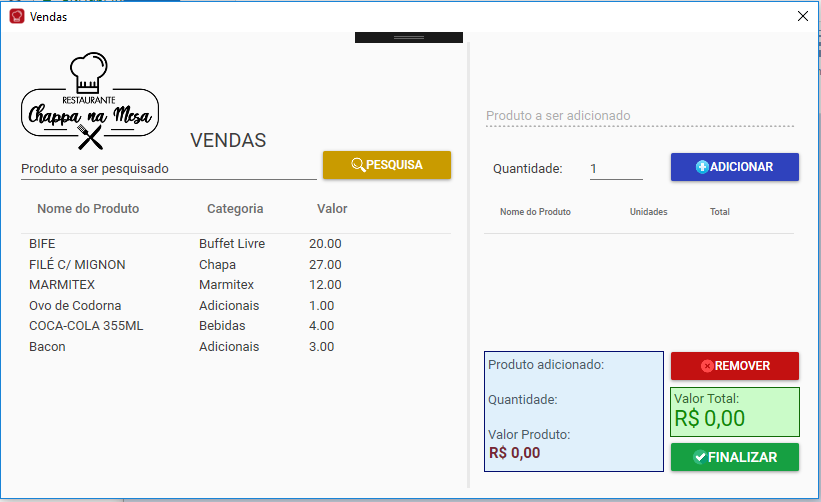 Vendas
RESTAURANTE
Chappa na Mesa
VENDAS
Produto a ser pesquisado
PESQUISA
Nome do Produto Categoria Valor
BIFE Buffet Livre 20.00
FILÉ C/ MIGNON Chapa 27.00
MARMITEX Marmitex 12.00
Ovo de Codorna Adicionais 1.00
COCA-COLA 355ML Bebidas 4.00
Bacon Adicionais 3.00
Produto a ser adicionado
Quantidade: 1 ADICIONAR
Nome do Produto Unidades Total
Produto adicionado:
Quantidade:
Valor Produto:
R$ 0,00
REMOVER
Valor Total:
R$ 0,00
FINALIZAR